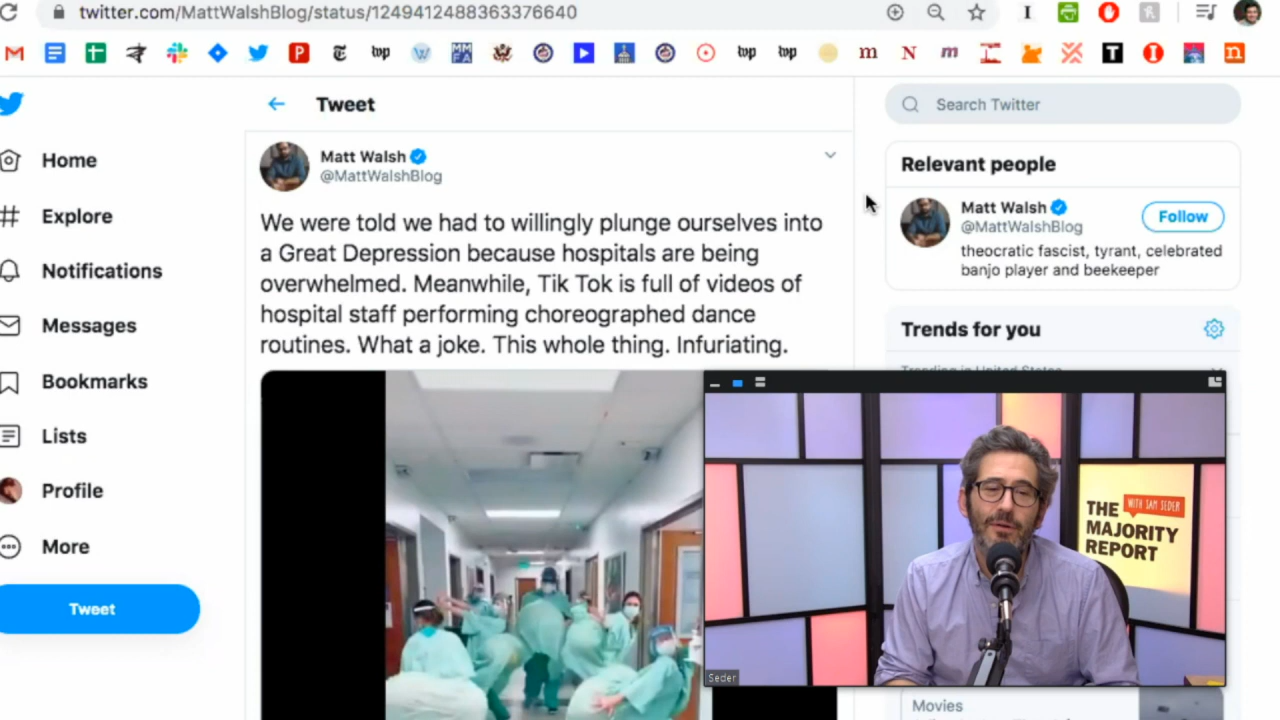 twitter.com/MattWalshBlog/status/1249412488363376640
Home
Explore
Notifications
Messages
Bookmarks
Lists
Profile
More
Tweet
Tweet
Matt Walsh
@MattWalshBlog
We were told we had to willingly plunge ourselves into
a Great Depression because hospitals are being
overwhelmed. Meanwhile, Tik Tok is full of videos of
hospital staff performing choreographed dance
routines. What a joke. This whole thing. Infuriating.
Search Twitter
Relevant people
Matt Walsh
@MattWalshBlog
Follow
theocratic fascist, tyrant, celebrated
banjo player and beekeeper
Trends for you
Trending in United States
THE
WITH SAM SEDER
MAJORITY
REPORT
Seder
Movies